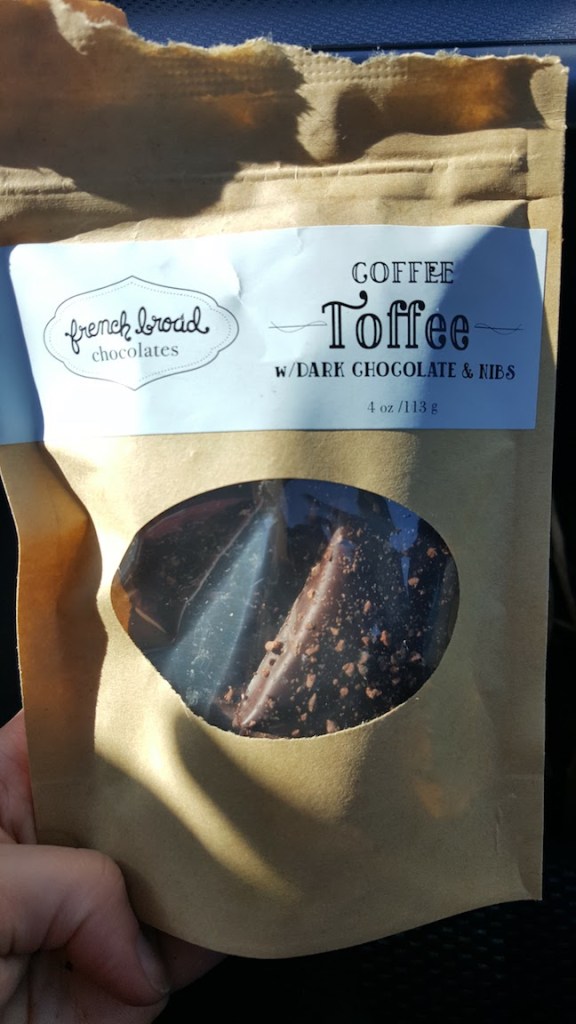 french broad
chocolates
COFFEE
Toffee
W/DARK CHOCOLATE & NIBS
4 oz /113 g